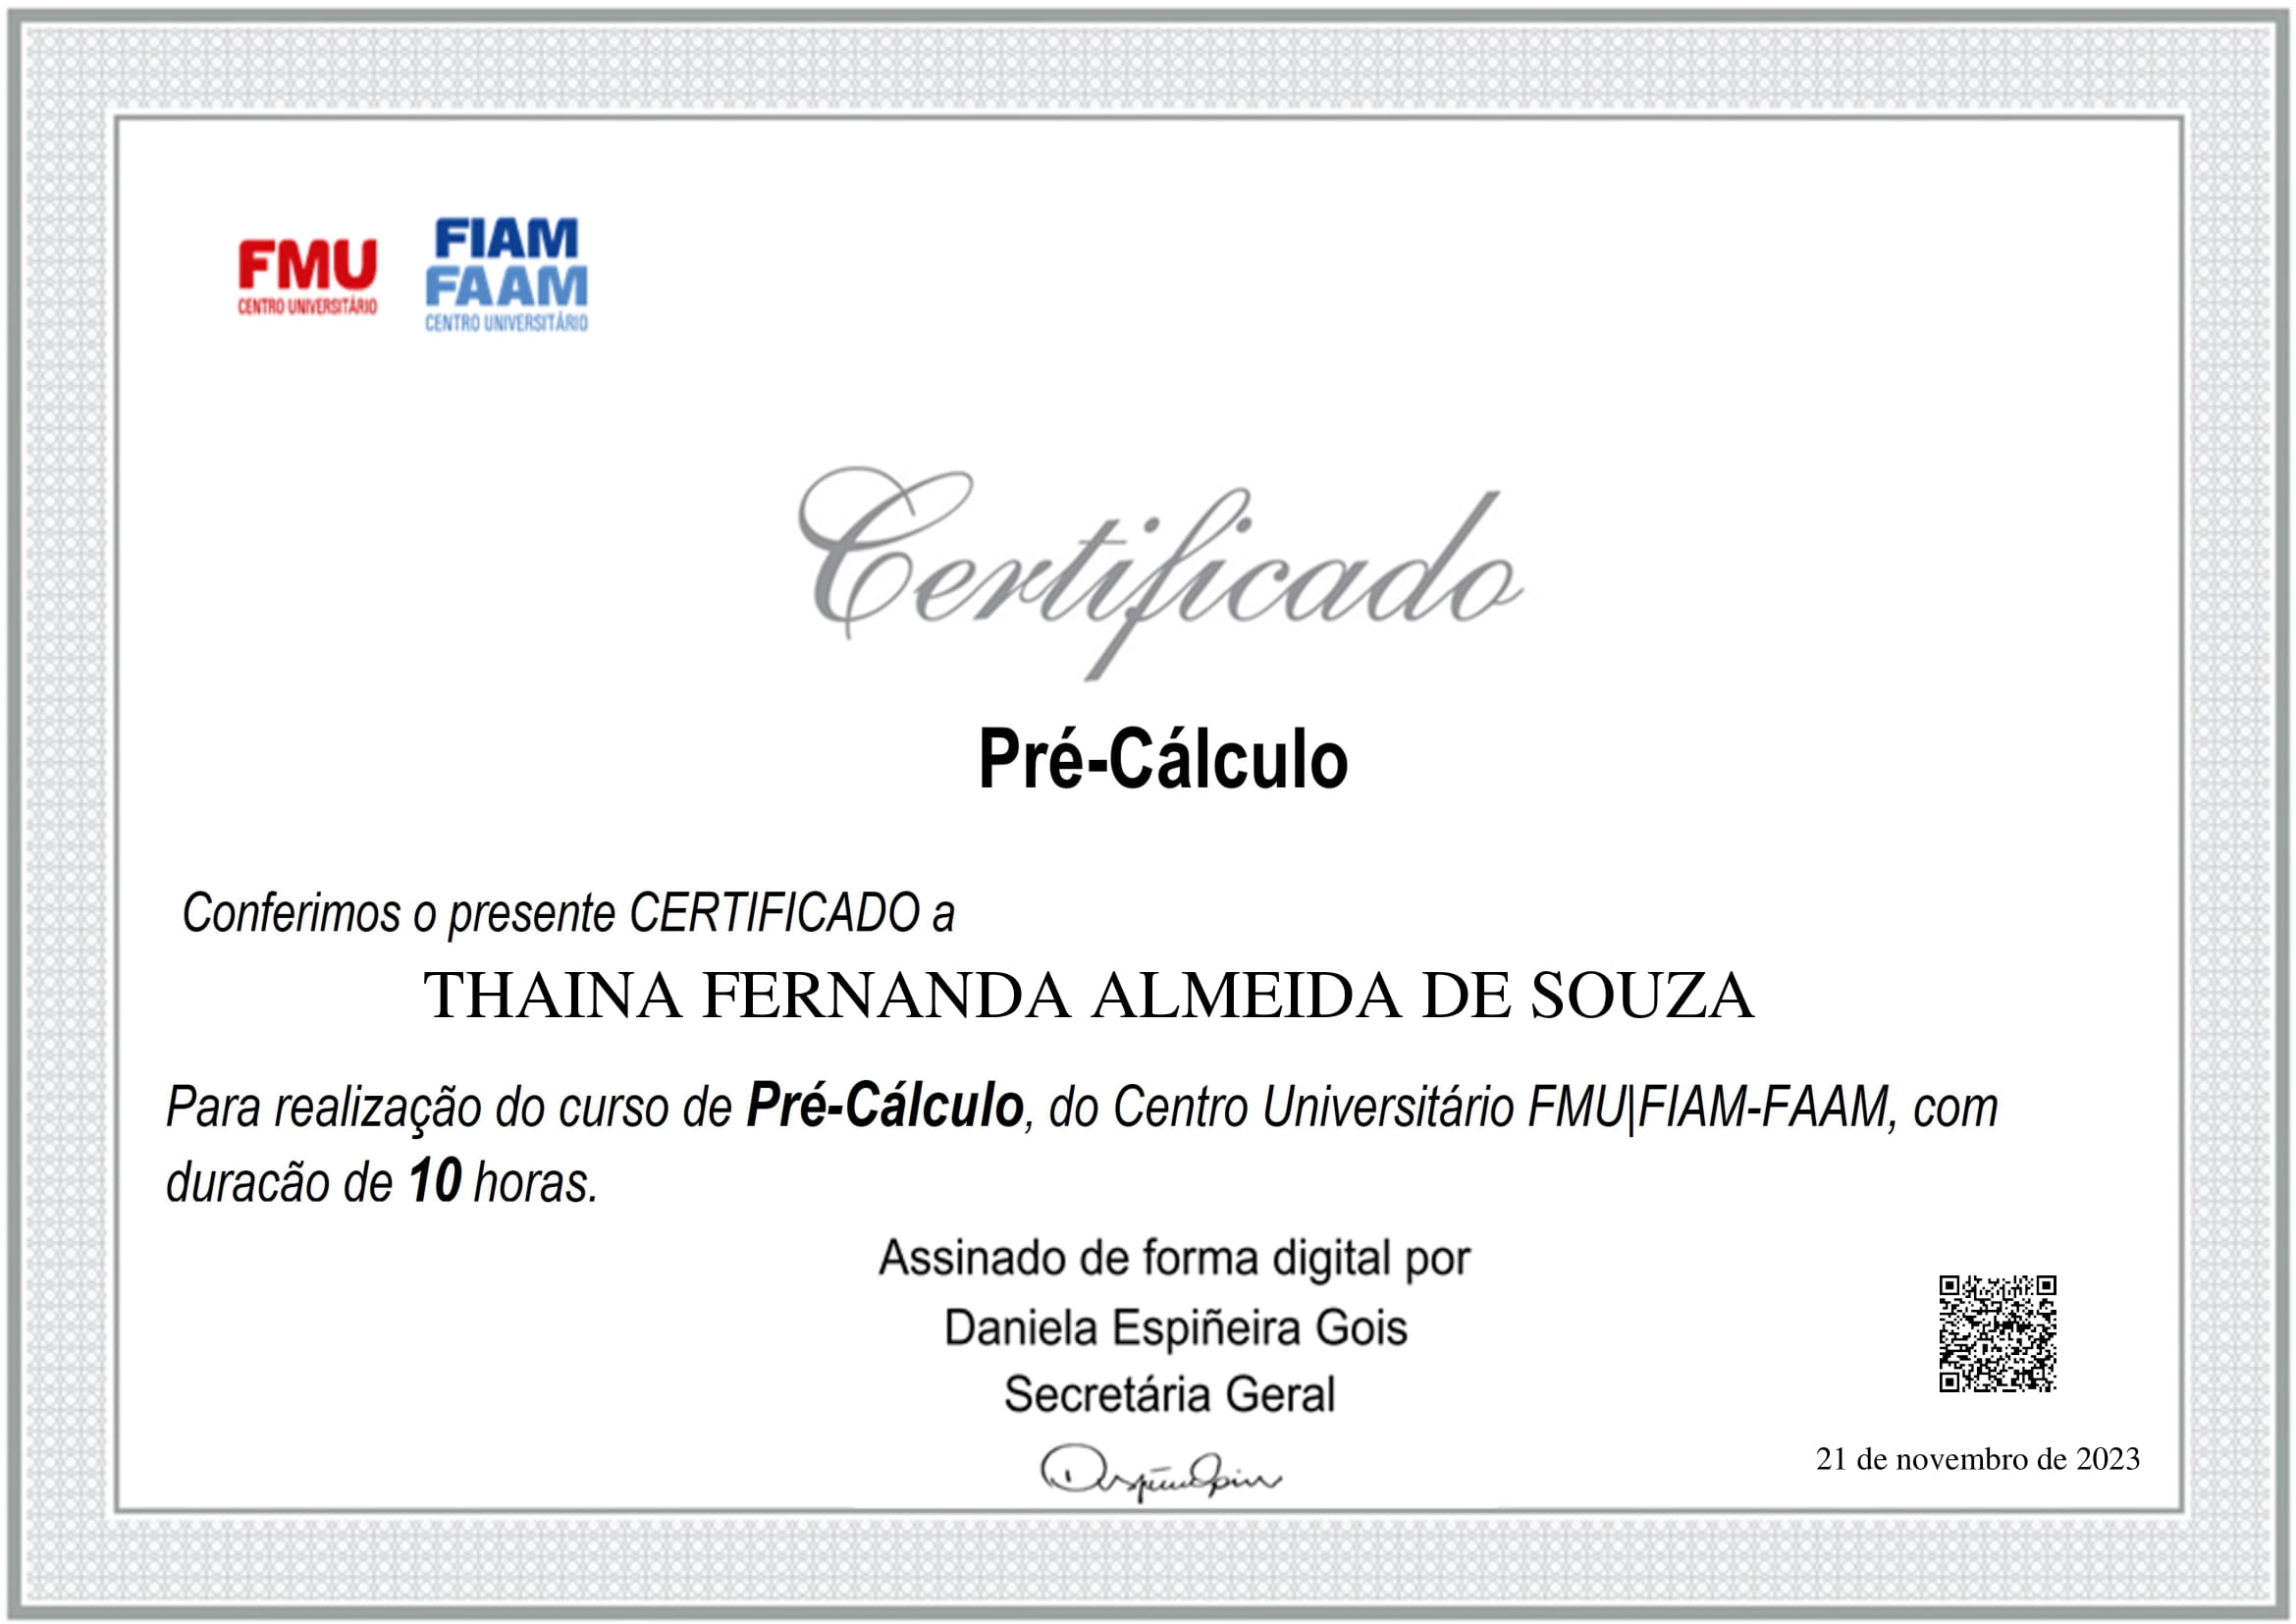 FMU
CENTRO UNIVERSITÁRIO
FIAM
FAAM
CENTRO UNIVERSITÁRIO
Certificado
Pré-Cálculo
Conferimos o presente CERTIFICADO a
THAINA FERNANDA ALMEIDA DE SOUZA
Para realização do curso de Pré-Cálculo, do Centro Universitário FMU|FIAM-FAAM, com
duracão de 10 horas.
Assinado de forma digital por
Daniela Espiñeira Gois
Secretária Geral
21 de novembro de 2023